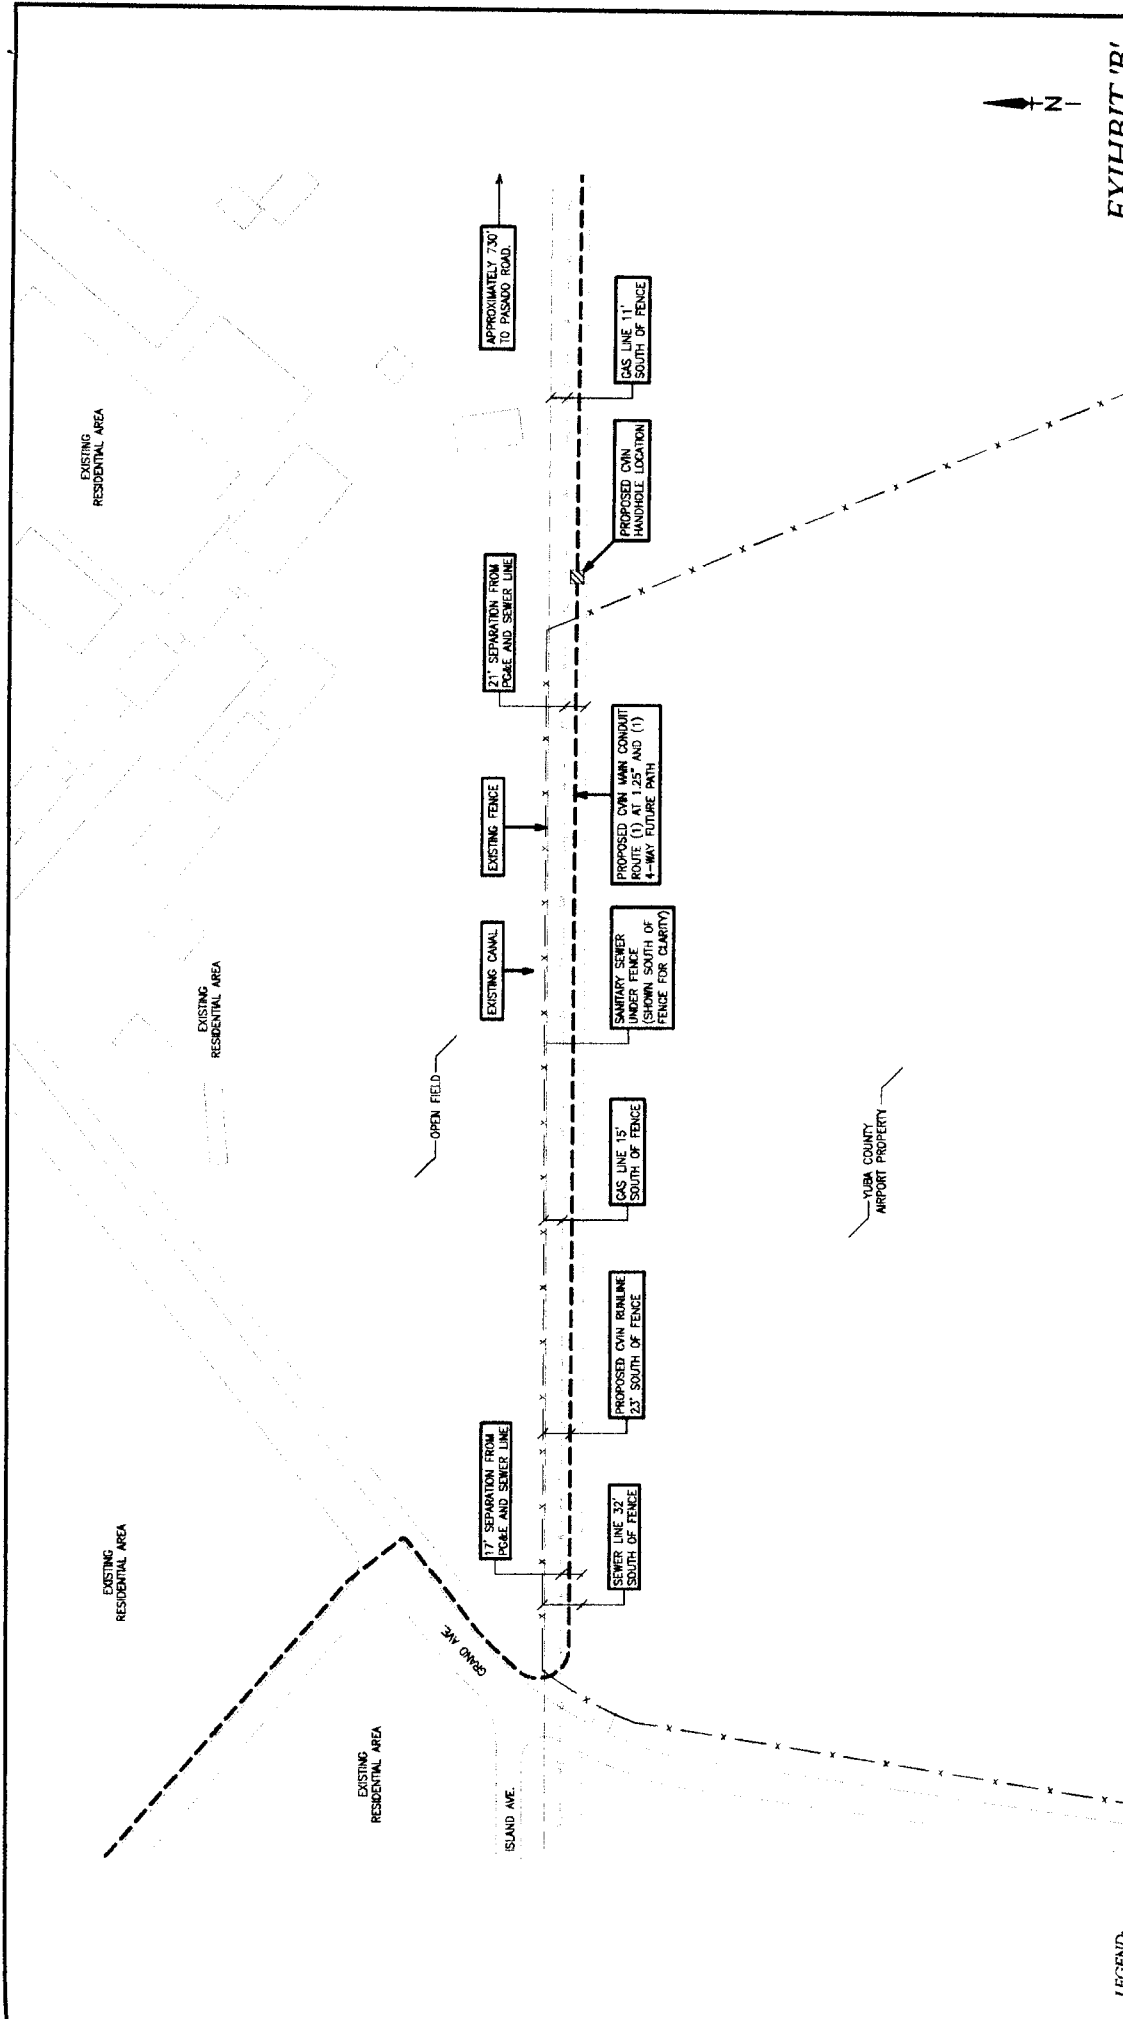 EXISTING
RESIDENTIAL AREA
EXISTING
RESIDENTIAL AREA
EXISTING
RESIDENTIAL AREA
EXISTING
RESIDENTIAL AREA
GRAND AVE.
ISLAND AVE.
OPEN FIELD
17' SEPARATION FROM
PG&E AND SEWER LINE
EXISTING CANAL
EXISTING FENCE
21' SEPARATION FROM
PG&E AND SEWER LINE
APPROXIMATELY 730'
TO PASADO ROAD.
SEWER LINE 32'
SOUTH OF FENCE
PROPOSED CVIN RUNLINE
23' SOUTH OF FENCE
GAS LINE 15'
SOUTH OF FENCE
SANITARY SEWER
UNDER FENCE
(SHOWN SOUTH OF
FENCE FOR CLARITY)
PROPOSED CVIN MAIN CONDUIT
ROUTE (1) AT 1.25" AND (1)
4-WAY FUTURE PATH
PROPOSED CVIN
HANDHOLE LOCATION
GAS LINE 11'
SOUTH OF FENCE
YUBA COUNTY
AIRPORT PROPERTY
N
LEGEND
EXHIBIT 'B'